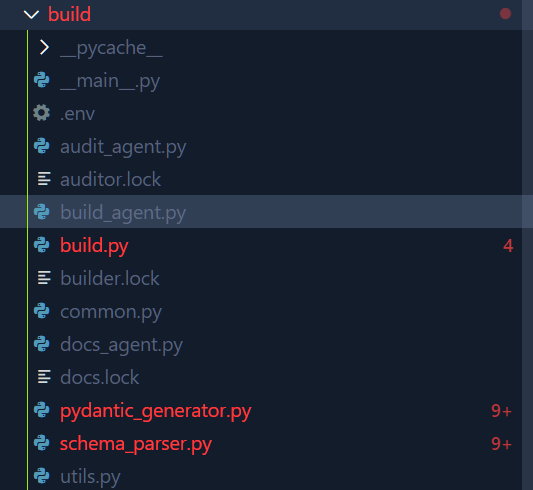 build
__pycache__
__main__.py
.env
audit_agent.py
auditor.lock
build_agent.py
build.py 4
builder.lock
common.py
docs_agent.py
docs.lock
pydantic_generator.py 9+
schema_parser.py 9+
utils.py